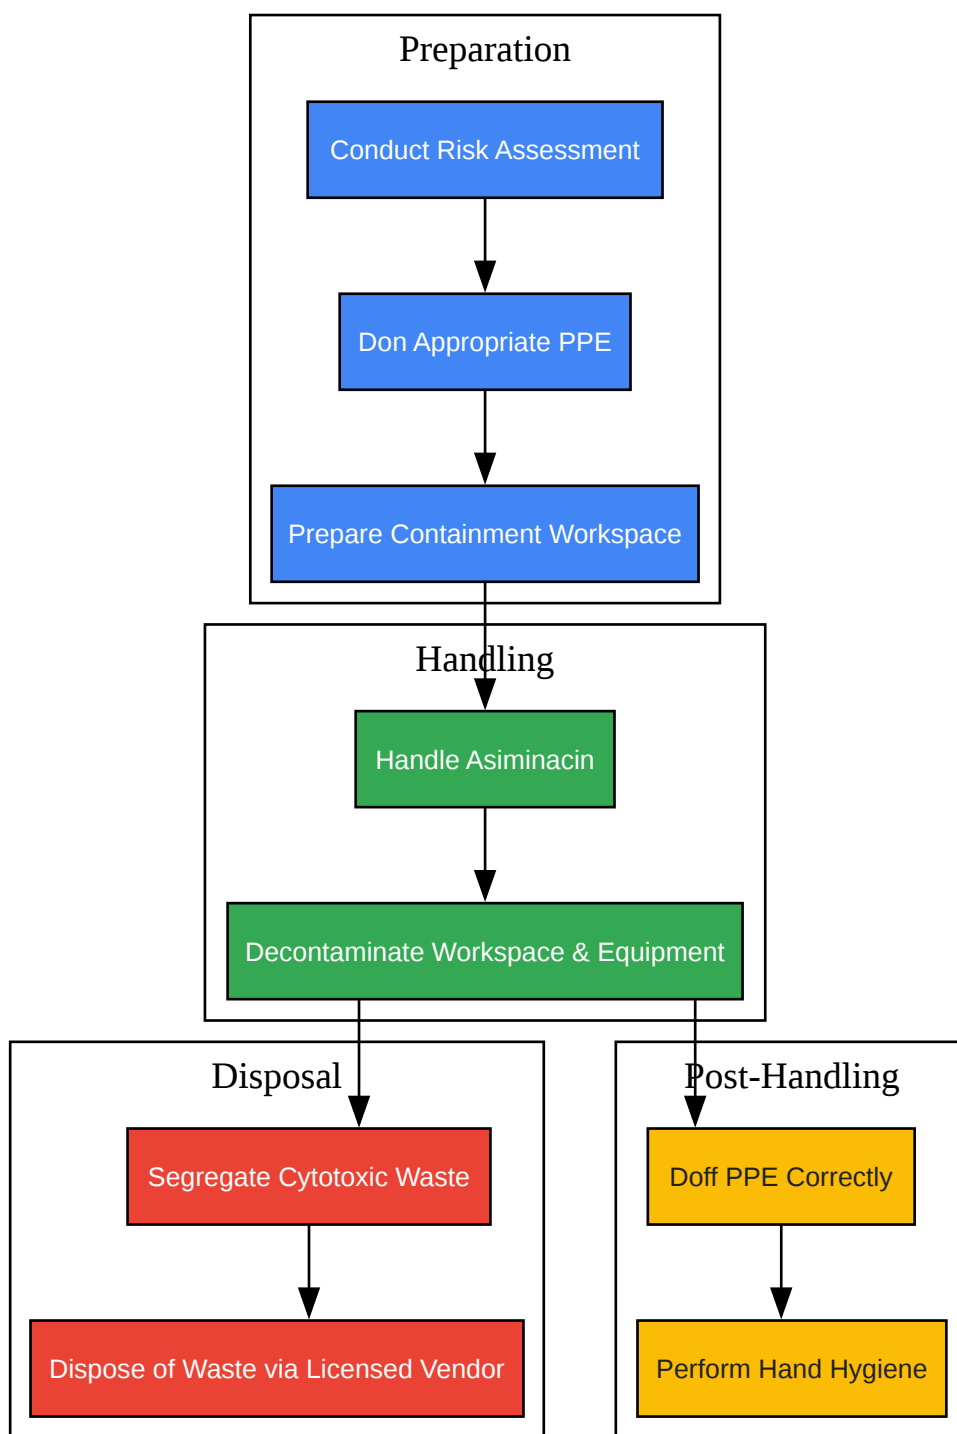 Preparation
Conduct Risk Assessment
Don Appropriate PPE
Prepare Containment Workspace
Handling
Handle Asiminacin
Decontaminate Workspace & Equipment
Disposal
Segregate Cytotoxic Waste
Dispose of Waste via Licensed Vendor
Post-Handling
Doff PPE Correctly
Perform Hand Hygiene